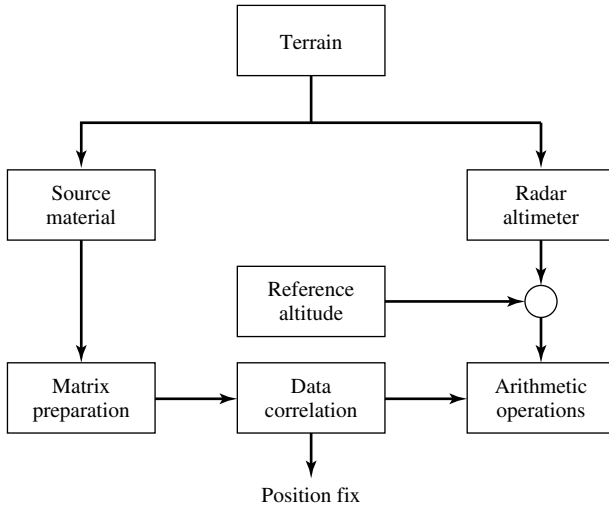 Terrain
Source
material
Radar
altimeter
Reference
altitude
Matrix
preparation
Data
correlation
Arithmetic
operations
Position fix